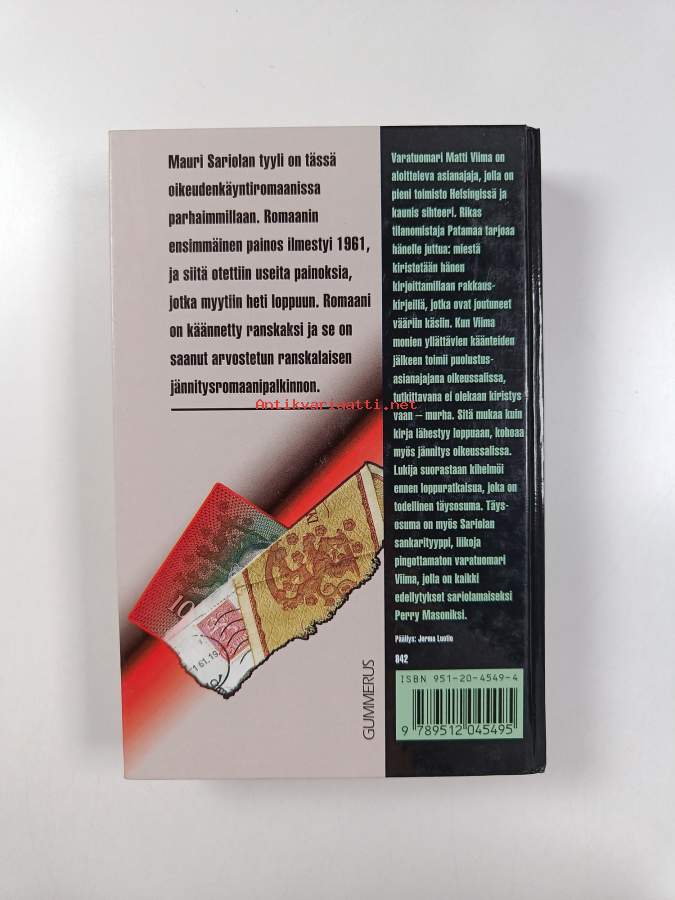 Mauri Sariolan tyyli on tässä
oikeudenkäyntiromaanissa
parhaimmillaan. Romaanin
ensimmäinen painos ilmestyi 1961,
ja siitä otettiin useita painoksia,
jotka myytiin heti loppuun. Romaani
on käännetty ranskaksi ja se on
saanut arvostetun ranskalaisen
jännitysromaanipalkinnon.
Antikvariaatti.net
10
1 61.19
GUMMERUS
Varatuomari Matti Viima on
aloitteleva asianajaja, jolla on
pieni toimisto Helsingissä ja
kaunis sihteeri. Rikas
tilanomistaja Patamaa tarjoaa
hänelle juttua: miestä
kiristetään hänen
kirjoittamillaan rakkaus-
kirjeillä, jotka ovat joutuneet
vääriin käsiin. Kun Viima
monien yllättävien käänteiden
jälkeen toimii puolustus-
asianajajana oikeussalissa,
tutkittavana ei olekaan kiristys
vaan – murha. Sitä mukaa kuin
kirja lähestyy loppuaan, kohoaa
myös jännitys oikeussalissa.
Lukija suorastaan kihelmöi
ennen loppuratkaisua, joka on
todellinen täysosuma. Täys-
osuma on myös Sariolan
sankarityyppi, liikoja
pingottamaton varatuomari
Viima, jolla on kaikki
edellytykset sariolamaiseksi
Perry Masoniksi.
Päällys: Jorma Luotio
842
ISBN 951-20-4549-4
9 789512 045495